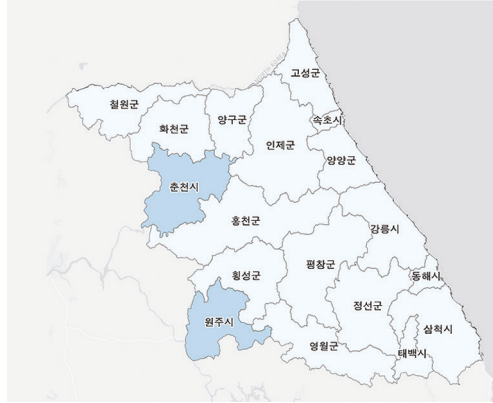 고성군
철원군
화천군
양구군
속초시
인제군
양양군
춘천시
홍천군
강릉시
평창군
횡성군
동해시
정선군
원주시
삼척시
영월군
태백시